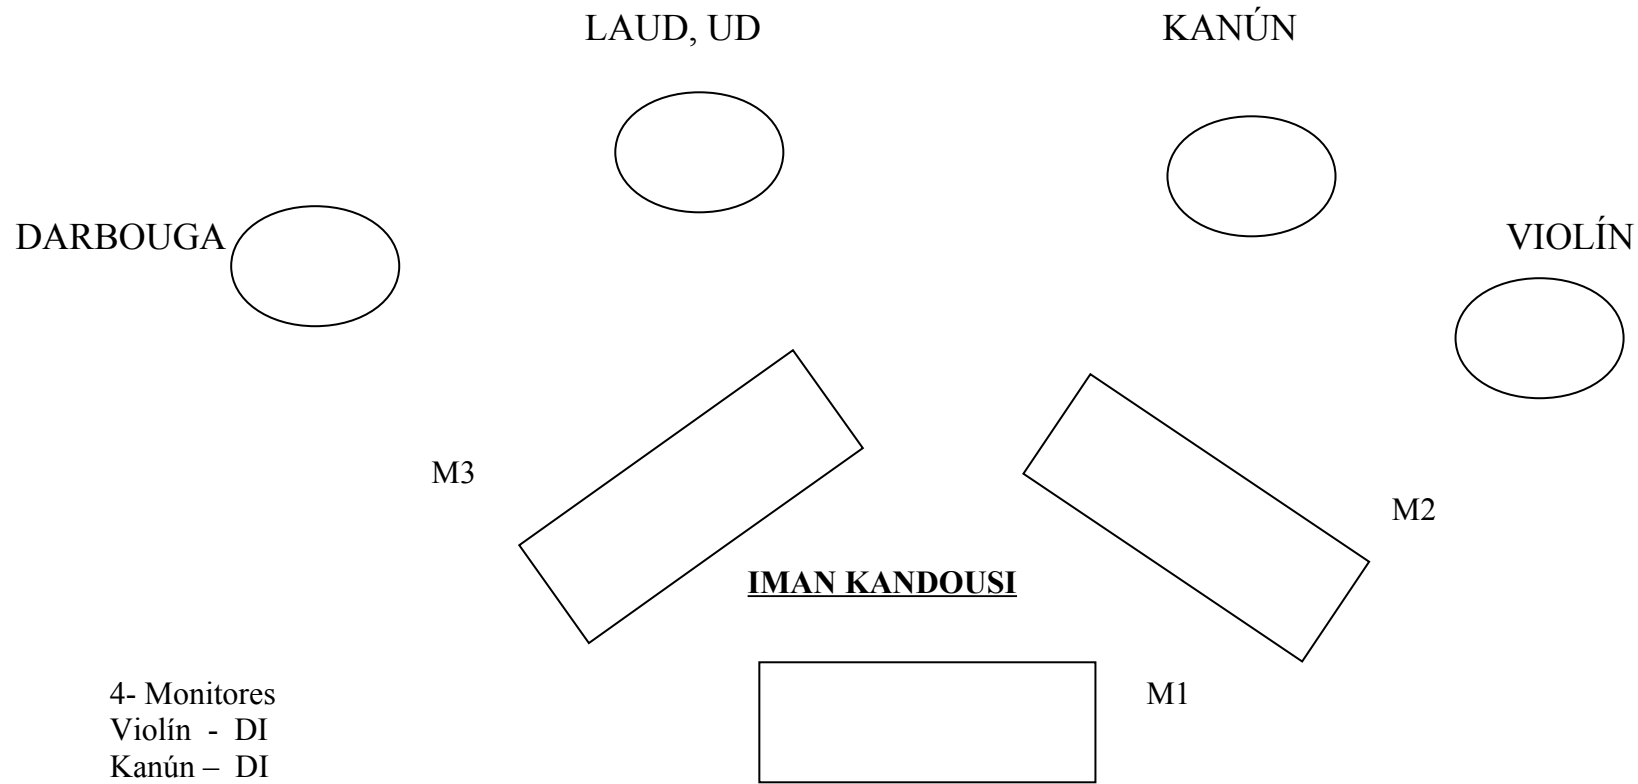 LAUD, UD
KANÚN
DARBOUGA
VIOLÍN
M3
M2
IMAN KANDOUSI
M1
4- Monitores
Violín - DI
Kanún – DI